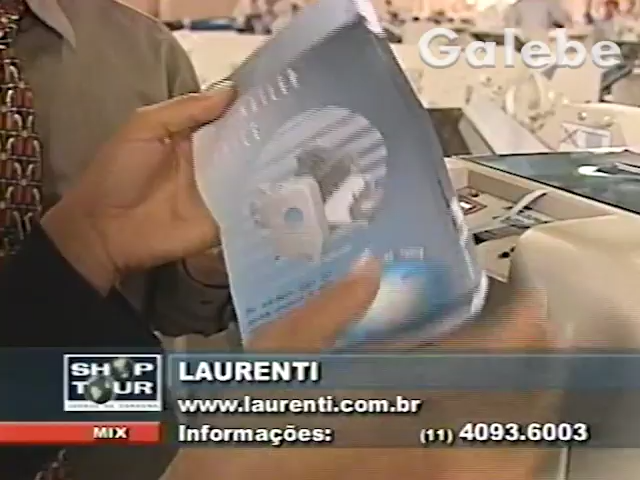 Galebe
SHOP
TOUR
LAURENTI
www.laurenti.com.br
MIX
Informações: (11) 4093.6003